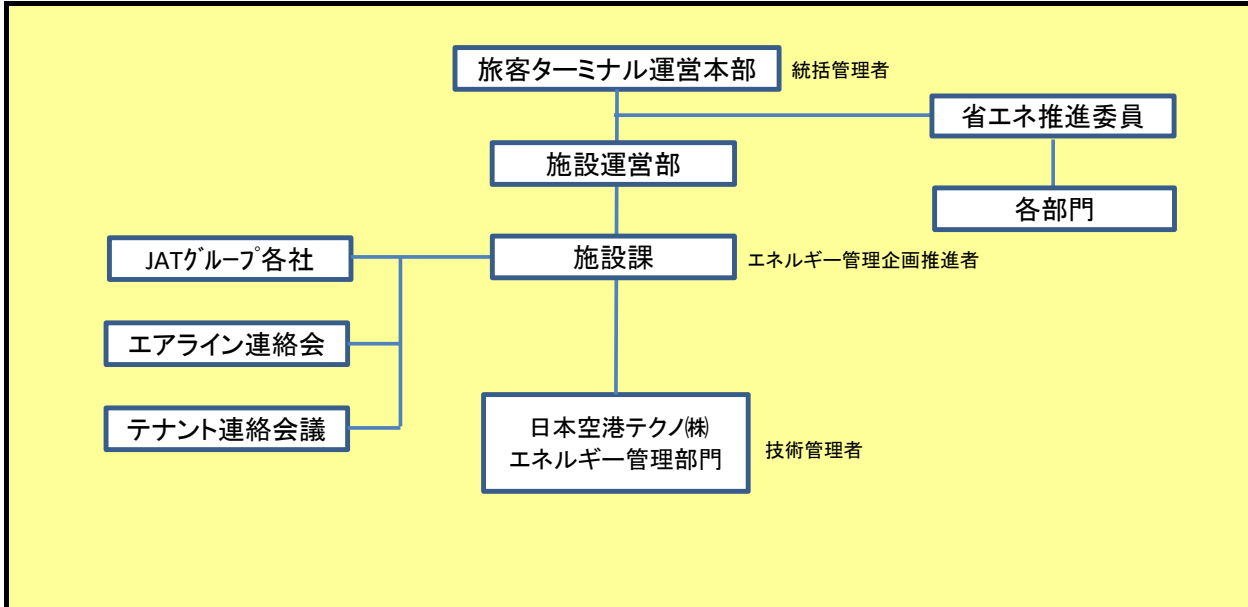 旅客ターミナル運営本部 統括管理者
省エネ推進委員
施設運営部
各部門
JATグループ各社
施設課 エネルギー管理企画推進者
エアライン連絡会
テナント連絡会議
日本空港テクノ㈱
エネルギー管理部門
技術管理者